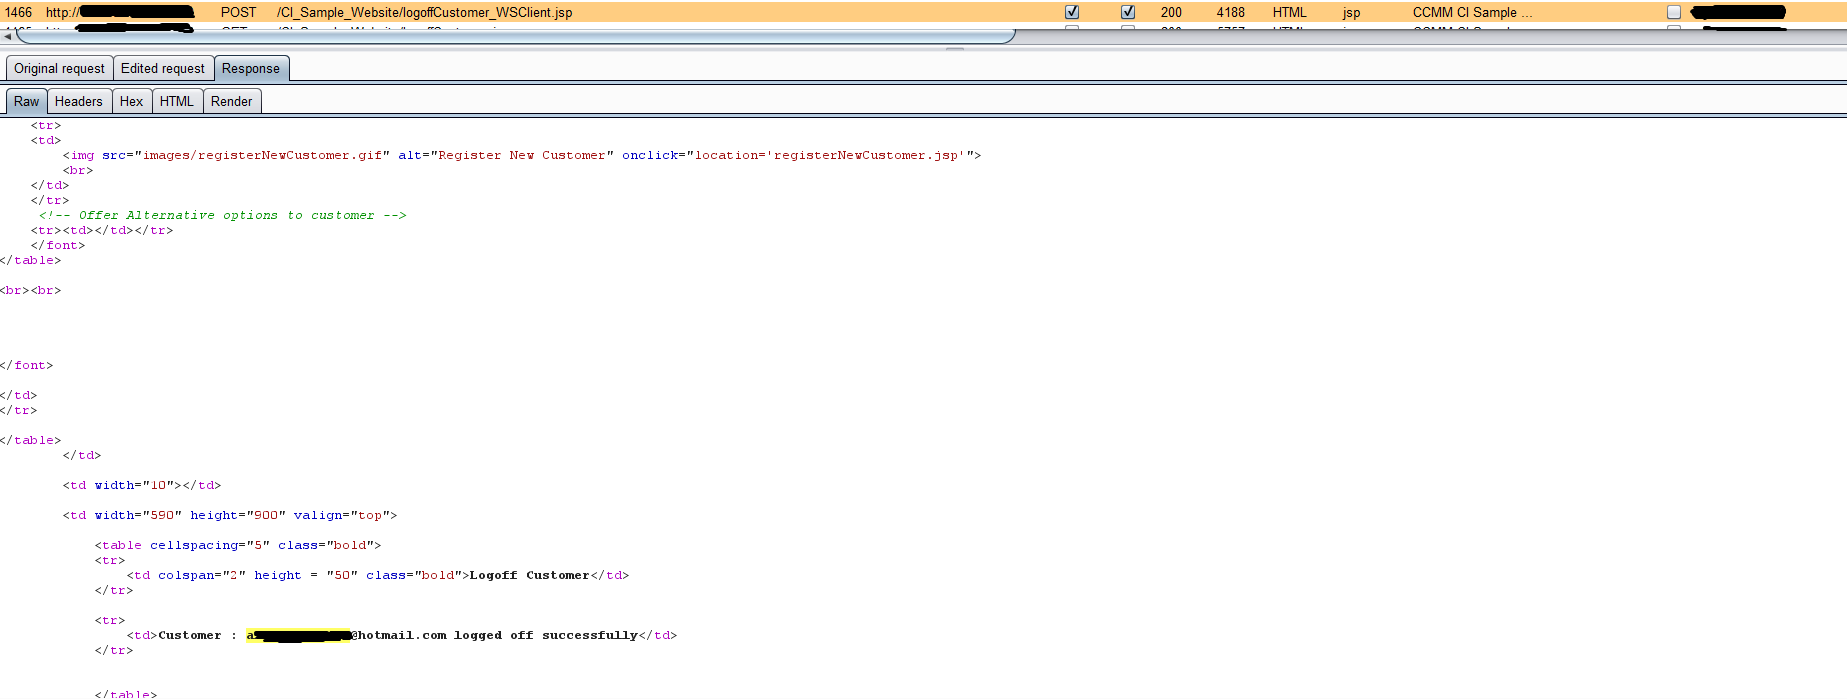 1466 http:// POST /CI_Sample_Website/logoffCustomer_WSClient.jsp 200 4188 HTML jsp CCMM CI Sample ...
Original request Edited request Response
Raw Headers Hex HTML Render
<tr>
<td>
<img src="images/registerNewCustomer.gif" alt="Register New Customer" onclick="location='registerNewCustomer.jsp'">
<br>
</td>
</tr>
<!-- Offer Alternative options to customer -->
<tr><td></td></tr>
</font>
</table>
<br><br>
</font>
</td>
</tr>
</table>
</td>
<td width="10"></td>
<td width="590" height="900" valign="top">
<table cellspacing="5" class="bold">
<tr>
<td colspan="2" height = "50" class="bold">Logoff Customer</td>
</tr>
<tr>
<td>Customer : a@hotmail.com logged off successfully</td>
</tr>
</table>